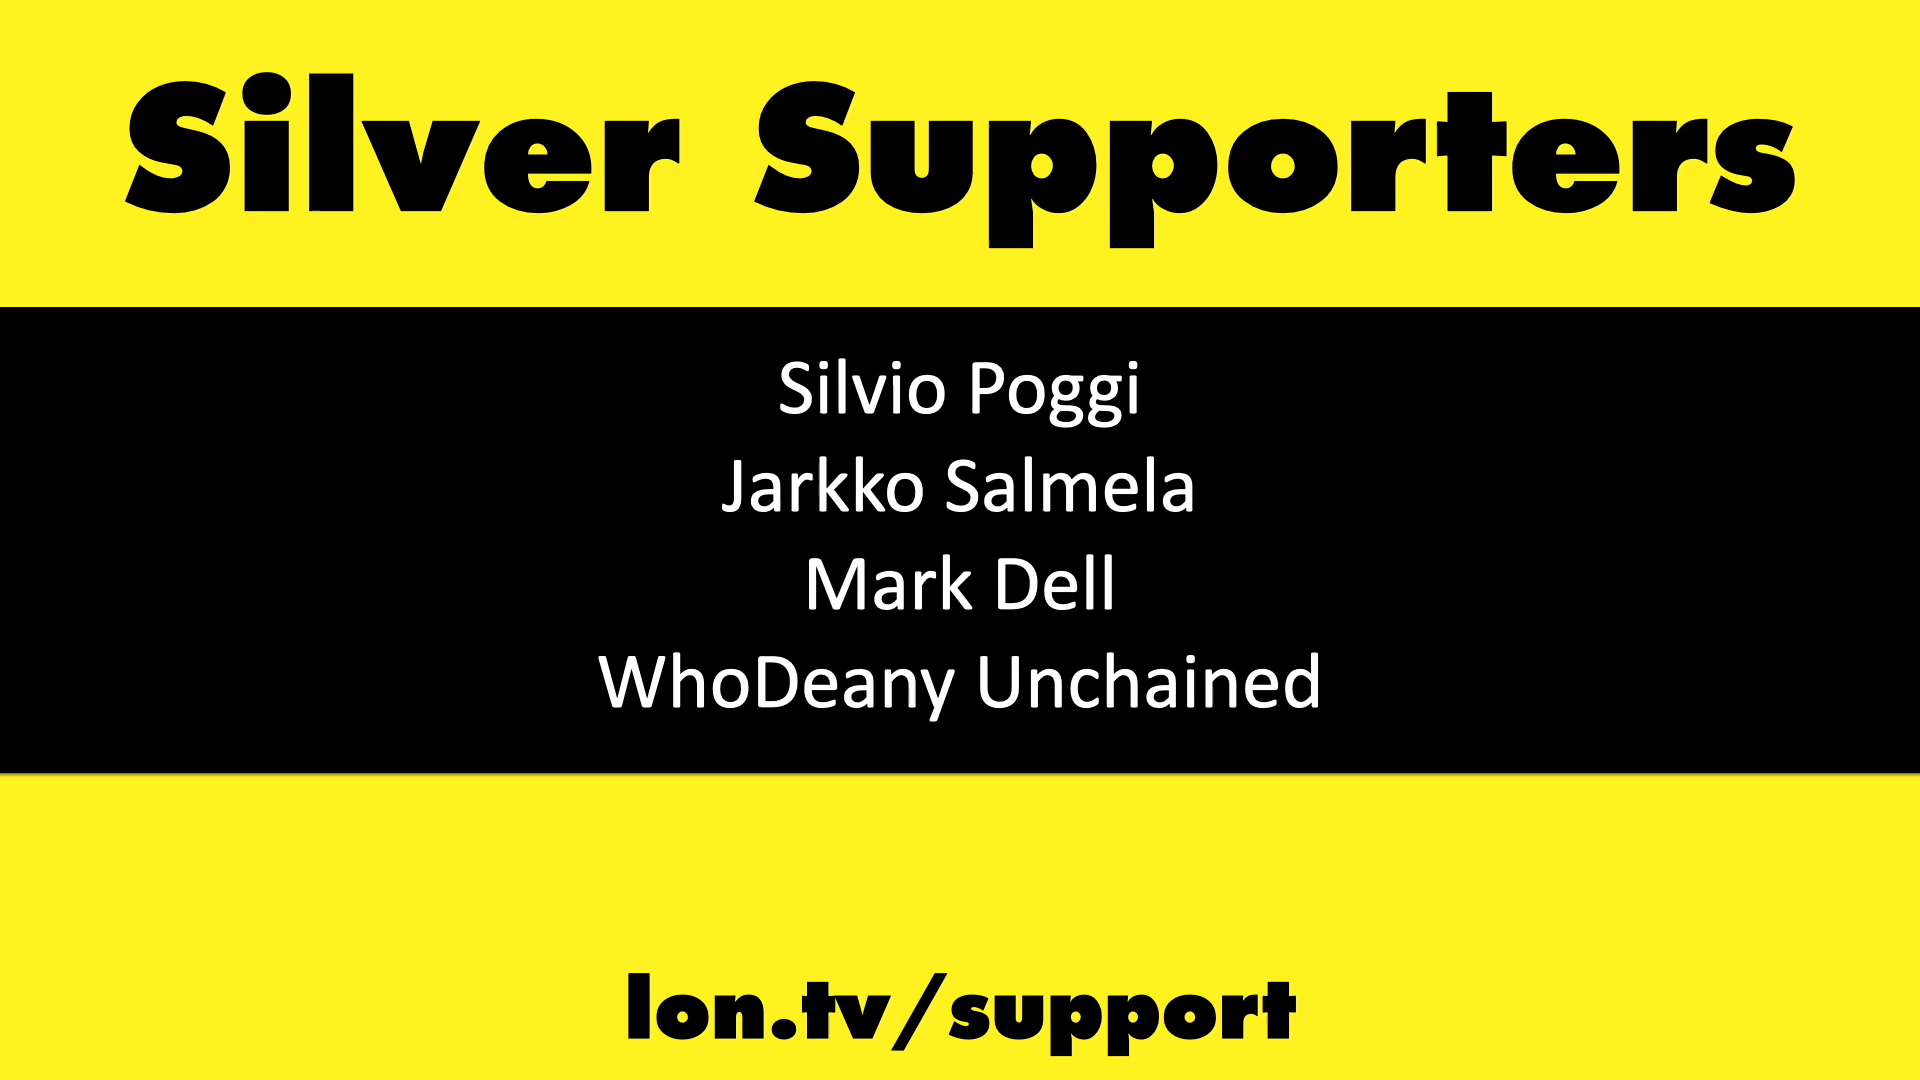 Silver Supporters
Silvio Poggi
Jarkko Salmela
Mark Dell
WhoDeany Unchained
lon.tv/support